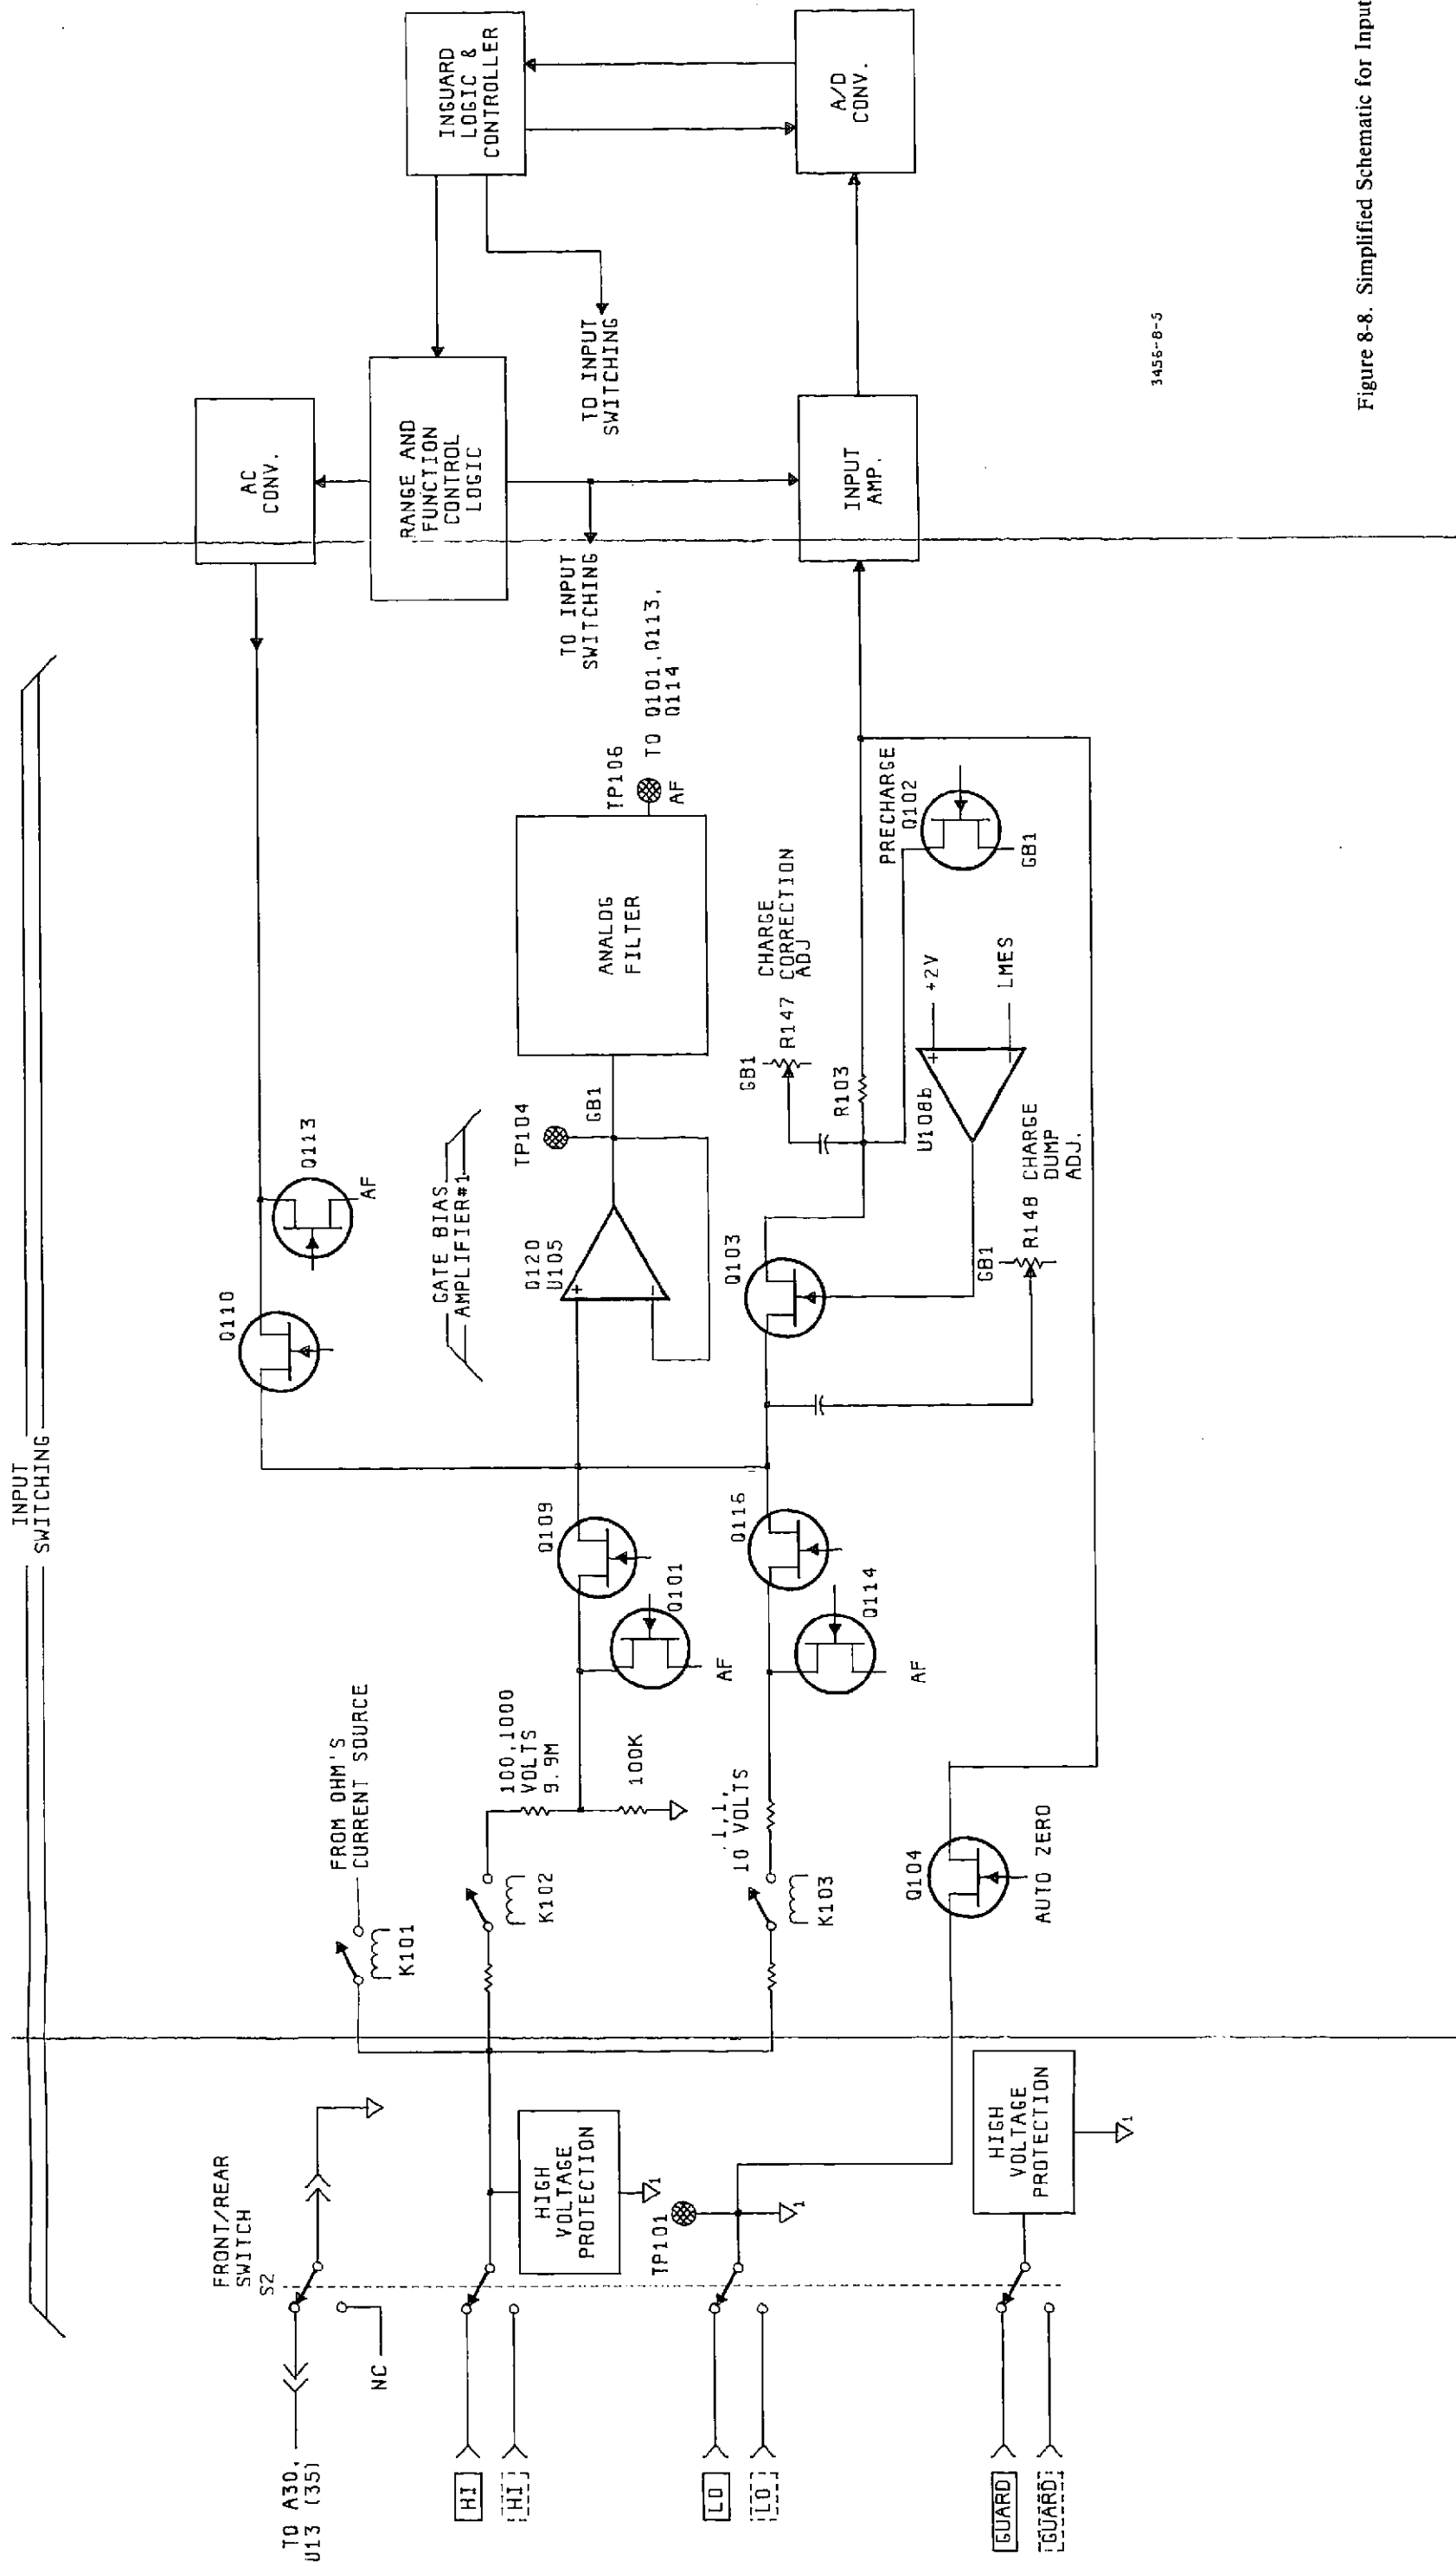 INPUT
SWITCHING
FRONT/REAR
SWITCH
S2
TO A30,
U13 (35)
NC
HI
HI
HIGH
VOLTAGE
PROTECTION
TP101
LO
LO
GUARD
GUARD
HIGH
VOLTAGE
PROTECTION
1
1
1
FROM OHM'S
CURRENT SOURCE
K101
K102
100,1000
VOLTS
9.9M
100K
.1,1,
10 VOLTS
K103
Q104
AUTO ZERO
Q109
Q101
AF
Q116
Q114
AF
Q110
Q113
AF
GATE BIAS
AMPLIFIER#1
Q120
U105
+
-
TP104
GB1
ANALOG
FILTER
TP106
AF
TO Q101,Q113,
Q114
Q103
GB1
R147
CHARGE
CORRECTION
ADJ
R103
U108b
+
-
+2V
LMES
GB1
R148 CHARGE
DUMP
ADJ.
PRECHARGE
Q102
GB1
AC
CONV.
RANGE AND
FUNCTION
CONTROL
LOGIC
TO INPUT
SWITCHING
TO INPUT
SWITCHING
INPUT
AMP.
INGUARD
LOGIC &
CONTROLLER
A/D
CONV.
3456-8-5
Figure 8-8. Simplified Schematic for Input